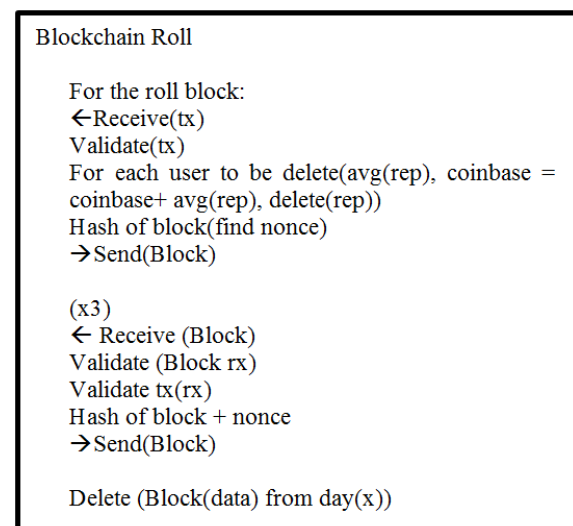 Blockchain Roll
For the roll block:
←Receive(tx)
Validate(tx)
For each user to be delete(avg(rep), coinbase =
coinbase+ avg(rep), delete(rep))
Hash of block(find nonce)
→Send(Block)
(x3)
← Receive (Block)
Validate (Block rx)
Validate tx(rx)
Hash of block + nonce
→Send(Block)
Delete (Block(data) from day(x))